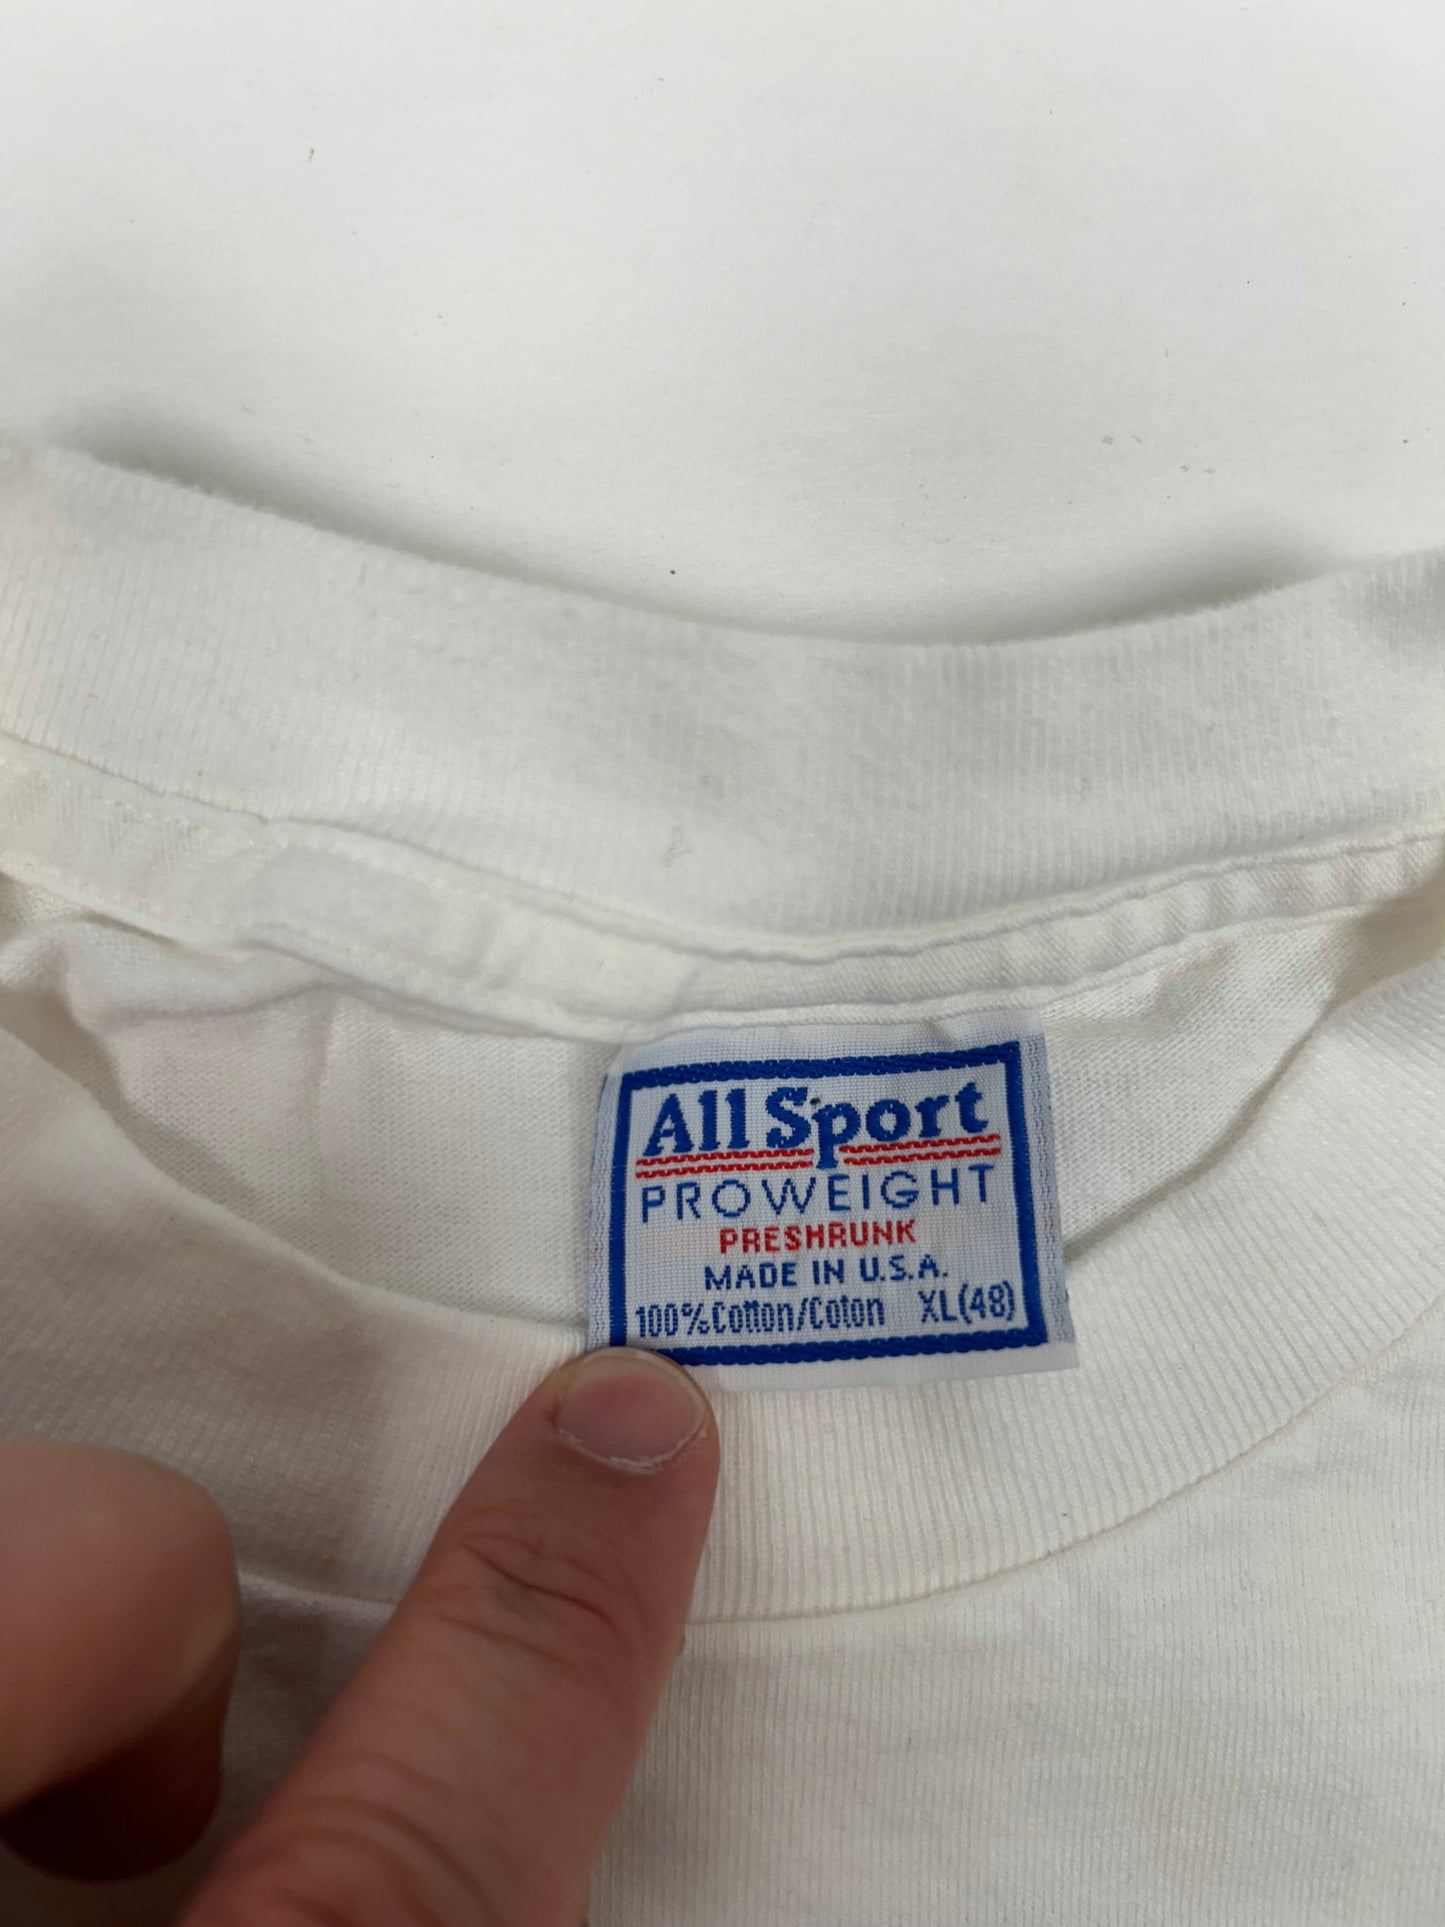 All Sport
PROWEIGHT
PRESHRUNK
MADE IN U.S.A.
100% Cotton/Coton XL(48)